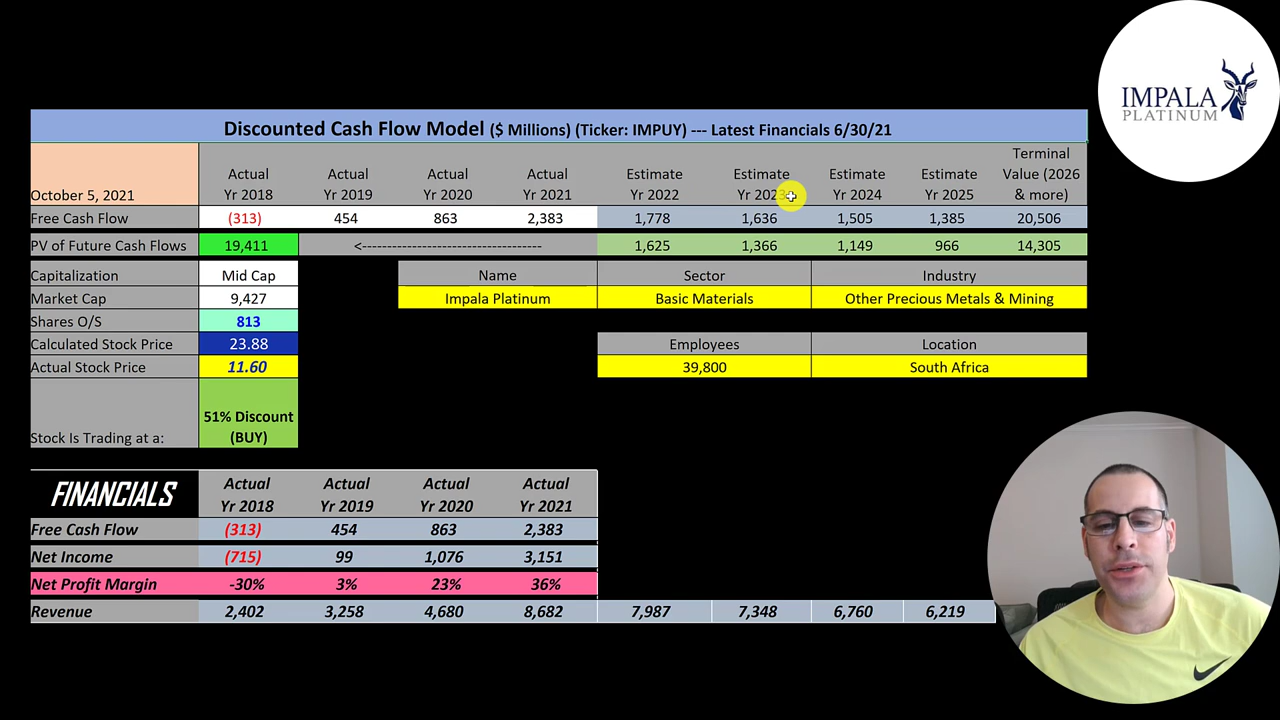 IMPALA
PLATINUM
Discounted Cash Flow Model ($ Millions) (Ticker: IMPUY) --- Latest Financials 6/30/21
October 5, 2021 Actual Yr 2018 Actual Yr 2019 Actual Yr 2020 Actual Yr 2021 Estimate Yr 2022 Estimate Yr 2023 Estimate Yr 2024 Estimate Yr 2025 Terminal Value (2026 & more)
Free Cash Flow (313) 454 863 2,383 1,778 1,636 1,505 1,385 20,506
PV of Future Cash Flows 19,411 <------------------------------------- 1,625 1,366 1,149 966 14,305
Capitalization Mid Cap Name Sector Industry
Market Cap 9,427 Impala Platinum Basic Materials Other Precious Metals & Mining
Shares O/S 813
Calculated Stock Price 23.88 Employees Location
Actual Stock Price 11.60 39,800 South Africa
Stock Is Trading at a: 51% Discount (BUY)
FINANCIALS Actual Yr 2018 Actual Yr 2019 Actual Yr 2020 Actual Yr 2021
Free Cash Flow (313) 454 863 2,383
Net Income (715) 99 1,076 3,151
Net Profit Margin -30% 3% 23% 36%
Revenue 2,402 3,258 4,680 8,682 7,987 7,348 6,760 6,219